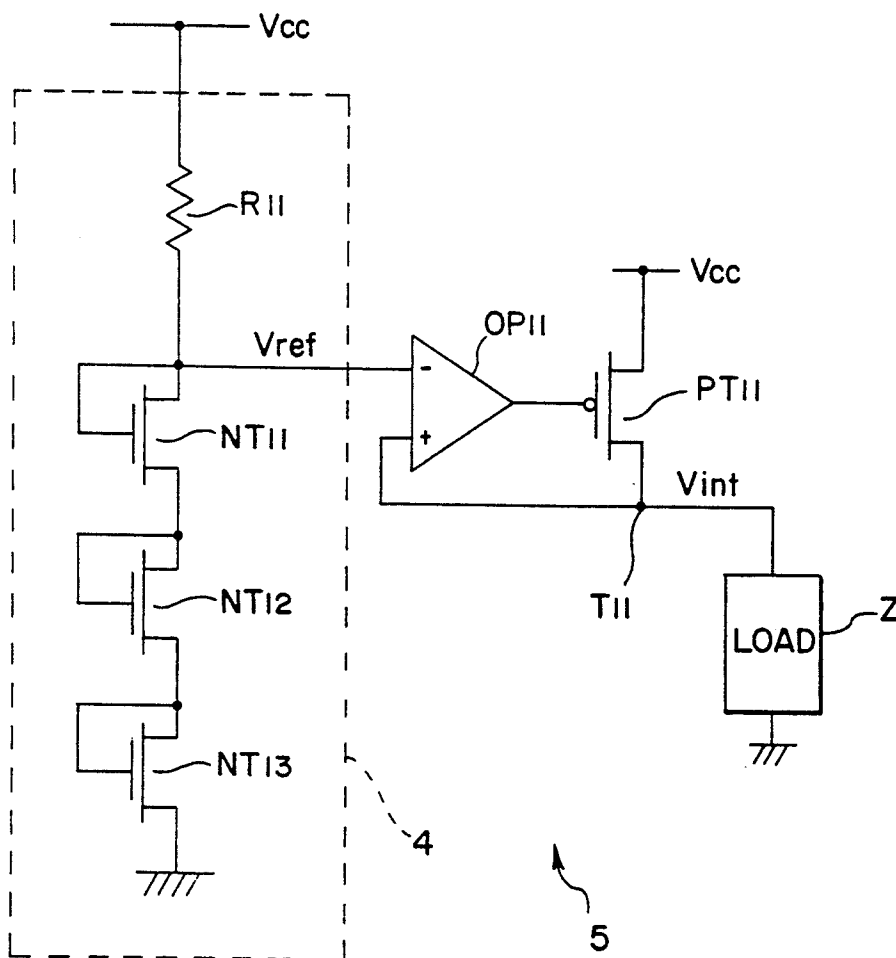 Vcc
R11
Vcc
OP11
Vref
-
PT11
NT11
+
Vint
T11
NT12
Z
LOAD
NT13
4
5